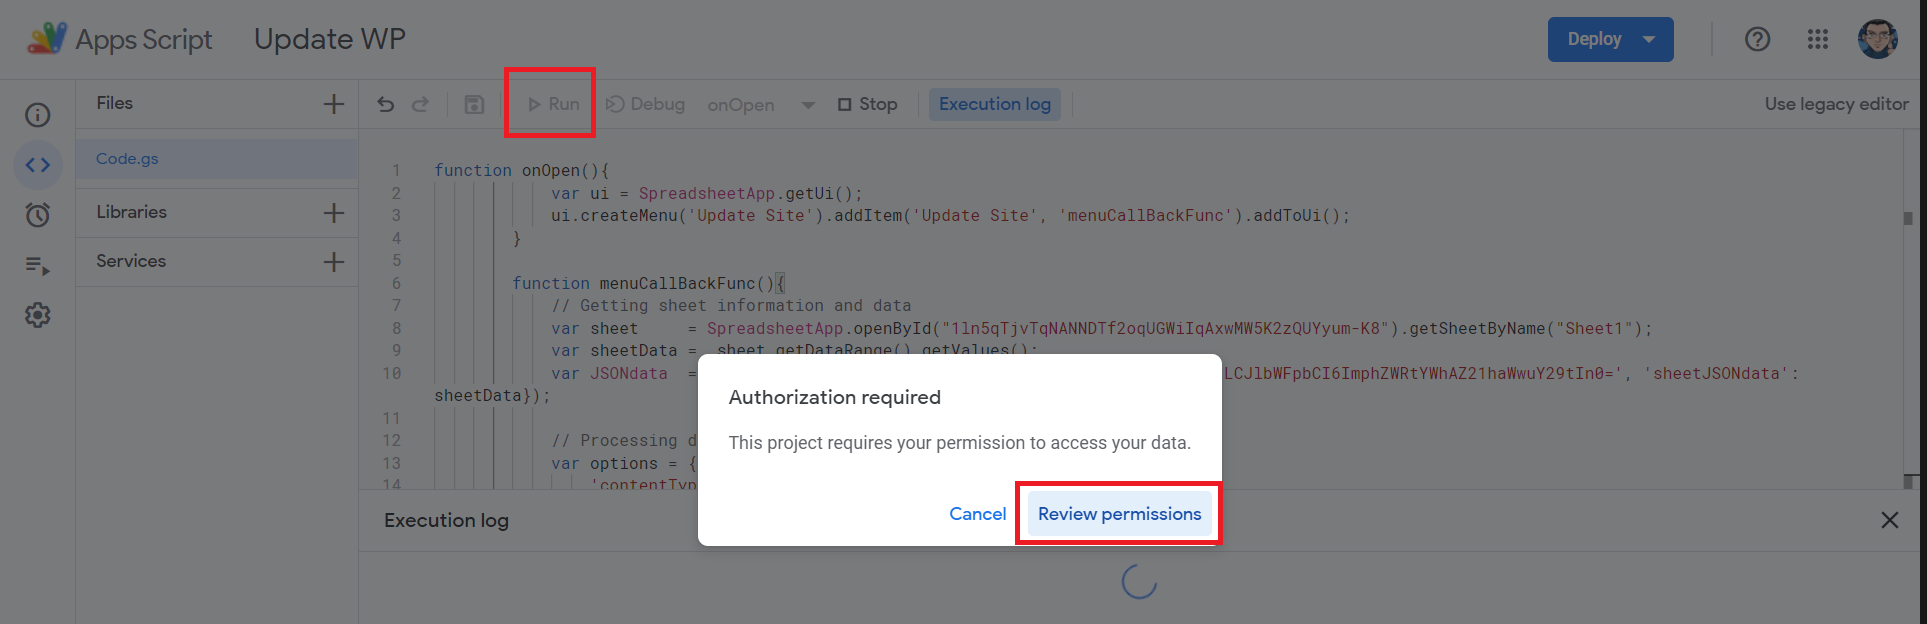 Apps Script Update WP Deploy
Files Run Debug onOpen Stop Execution log Use legacy editor
Code.gs
Libraries
Services
1 function onOpen(){
2 var ui = SpreadsheetApp.getUi();
3 ui.createMenu('Update Site').addItem('Update Site', 'menuCallBackFunc').addToUi();
4 }
5
6 function menuCallBackFunc(){
7 // Getting sheet information and data
8 var sheet = SpreadsheetApp.openById("1ln5qTjvTqNANNDTf2oqUGWiIqAxwMW5K2zQUYyum-K8").getSheetByName("Sheet1");
9 var sheetData = sheet.getDataRange().getValues();
10 var JSONdata = LCJlbWFpbCI6ImphZWRtYWhAZ21haWwuY29tIn0=', 'sheetJSONdata':
sheetData});
11
12 // Processing d
13 var options = {
14 'contentTyp
Authorization required
This project requires your permission to access your data.
Cancel Review permissions
Execution log